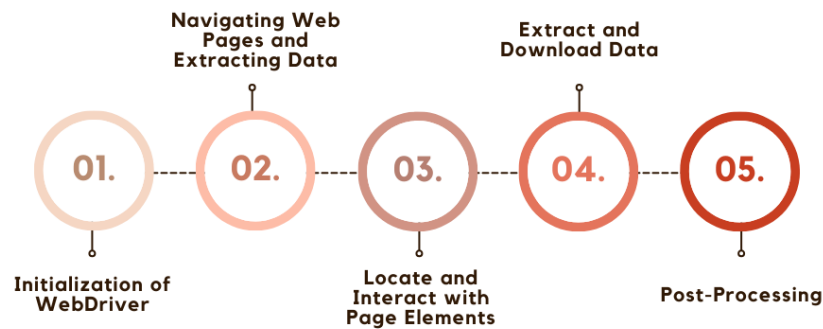 Navigating Web
Pages and
Extracting Data
Extract and
Download Data
01.
02.
03.
04.
05.
Initialization of
WebDriver
Locate and
Interact with
Page Elements
Post-Processing